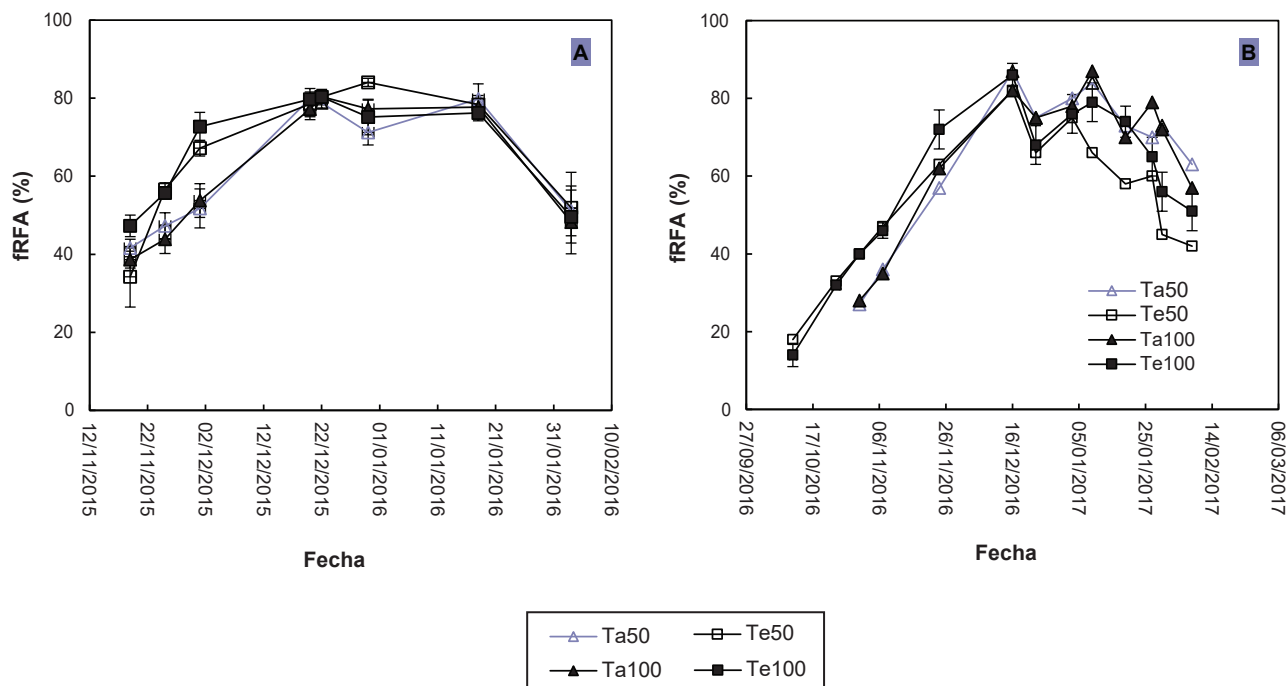 100
80
60
40
20
0
fRFA (%)
A
12/11/2015
22/11/2015
02/12/2015
12/12/2015
22/12/2015
01/01/2016
11/01/2016
21/01/2016
31/01/2016
10/02/2016
Fecha
100
80
60
40
20
0
fRFA (%)
B
Ta50
Te50
Ta100
Te100
27/09/2016
17/10/2016
06/11/2016
26/11/2016
16/12/2016
05/01/2017
25/01/2017
14/02/2017
06/03/2017
Fecha
Ta50 Te50
Ta100 Te100